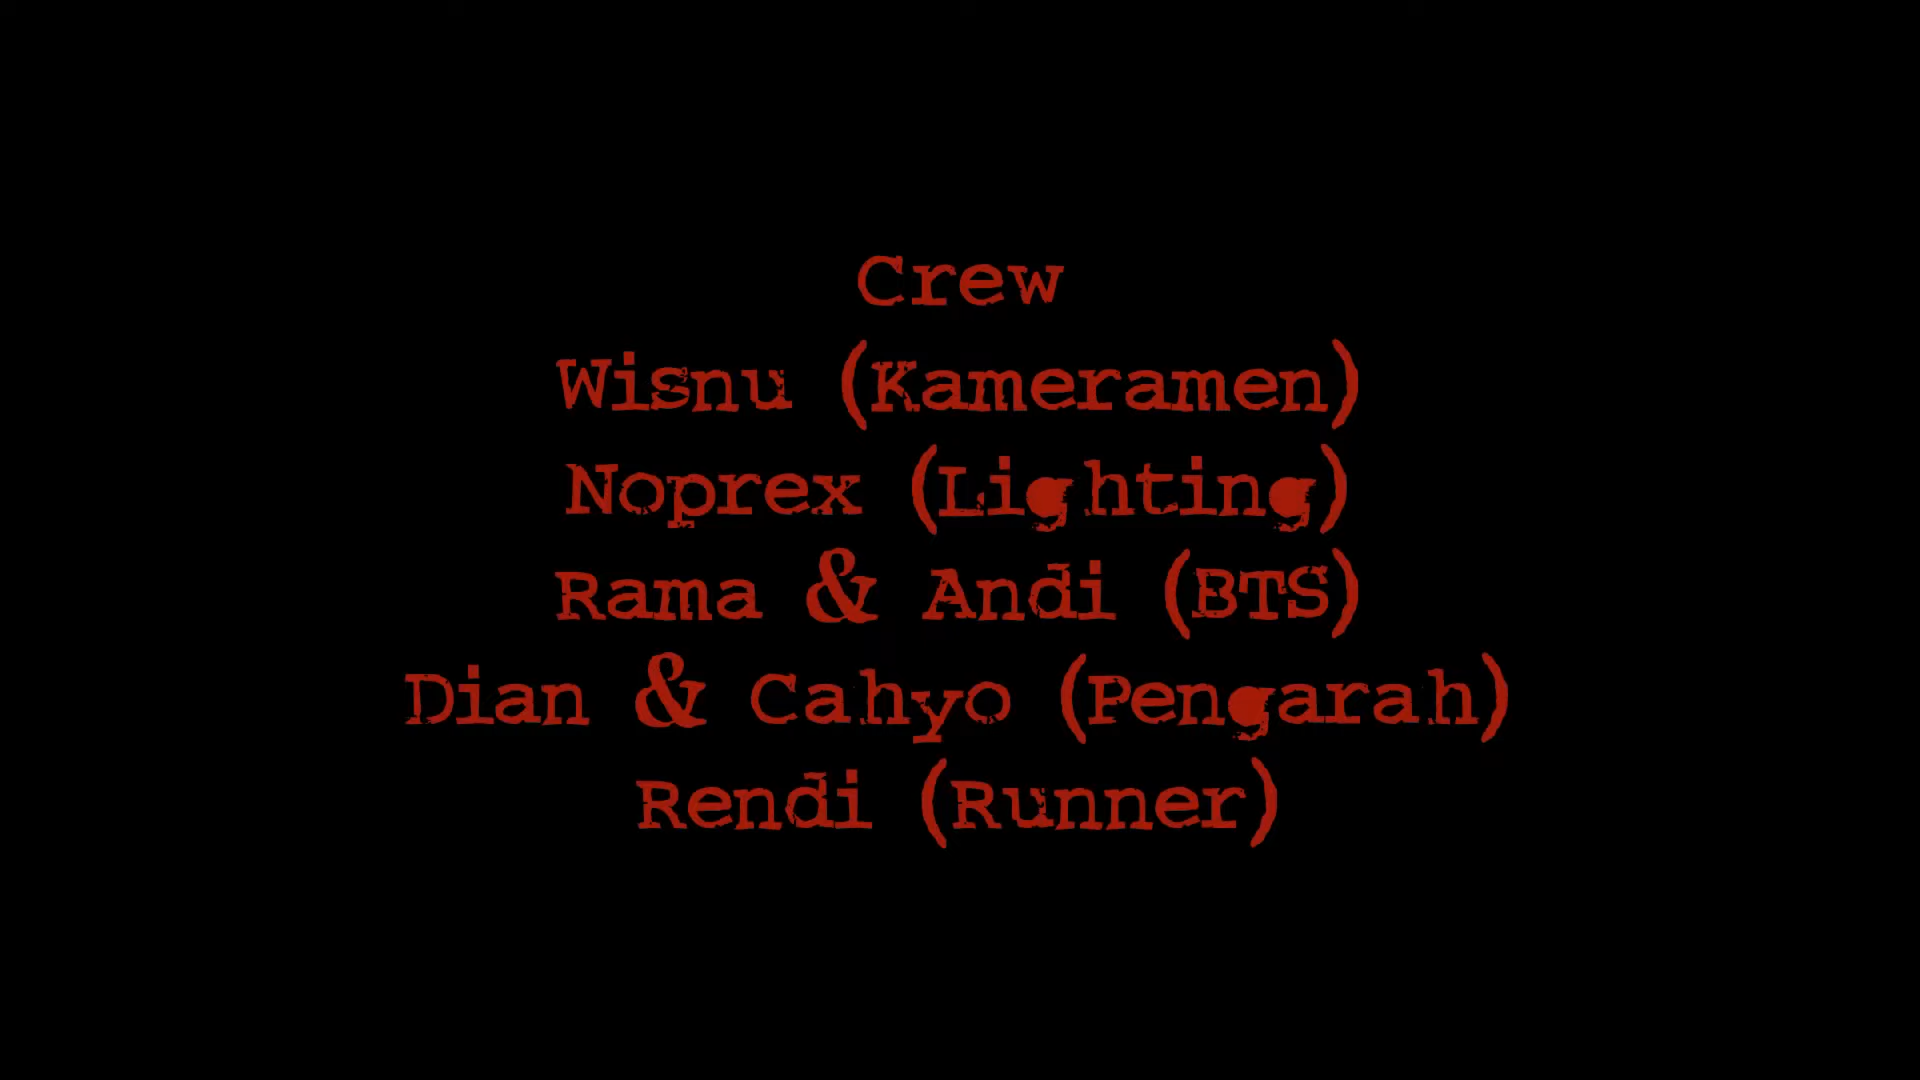 Crew
Wisnu (Kameramen)
Noprex (Lighting)
Rama & Andi (BTS)
Dian & Cahyo (Pengarah)
Rendi (Runner)